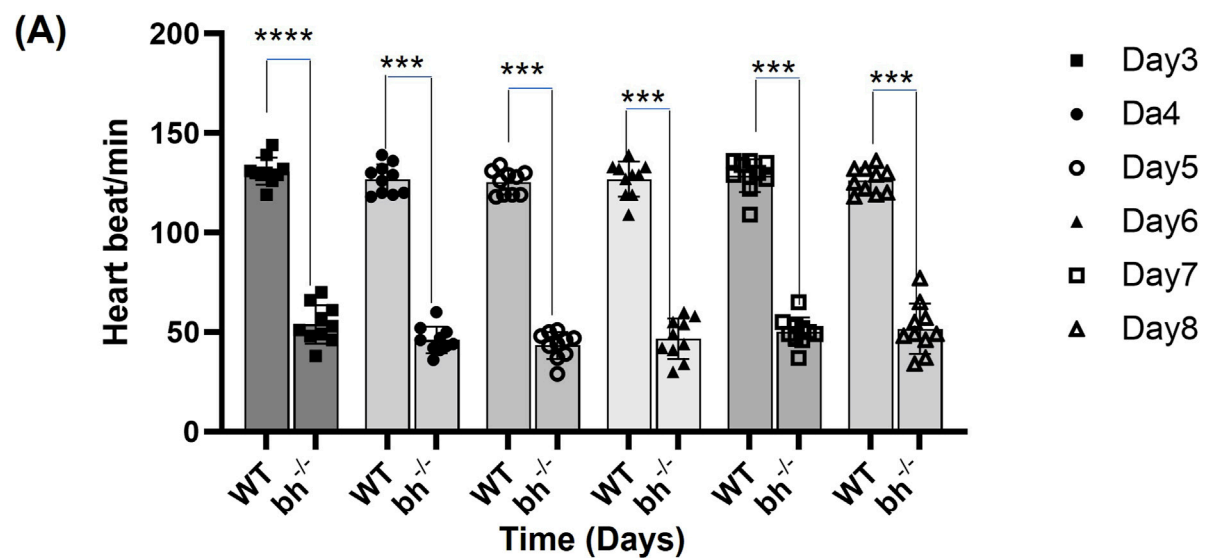 (A)
Heart beat/min
200
150
100
50
0
****
***
***
***
***
***
WT
bh -/-
WT
bh -/-
WT
bh -/-
WT
bh -/-
WT
bh -/-
WT
bh -/-
Time (Days)
Day3
Da4
Day5
Day6
Day7
Day8